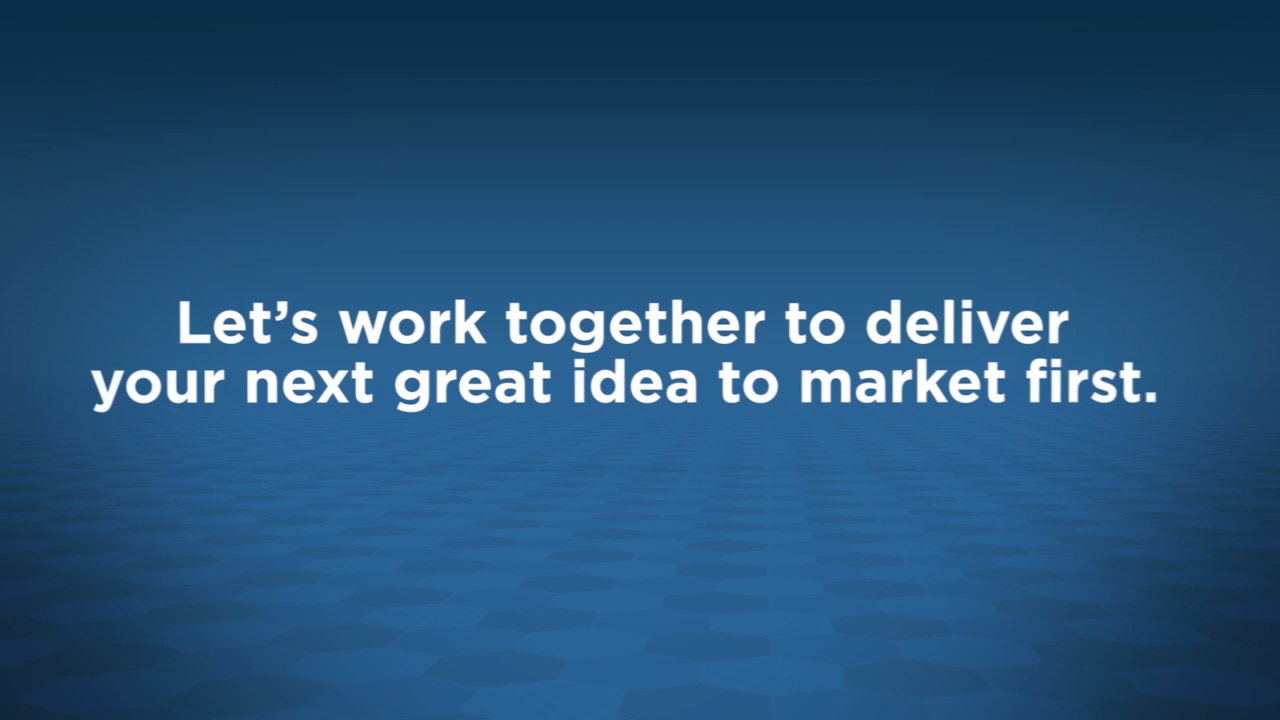 Let’s work together to deliver
your next great idea to market first.